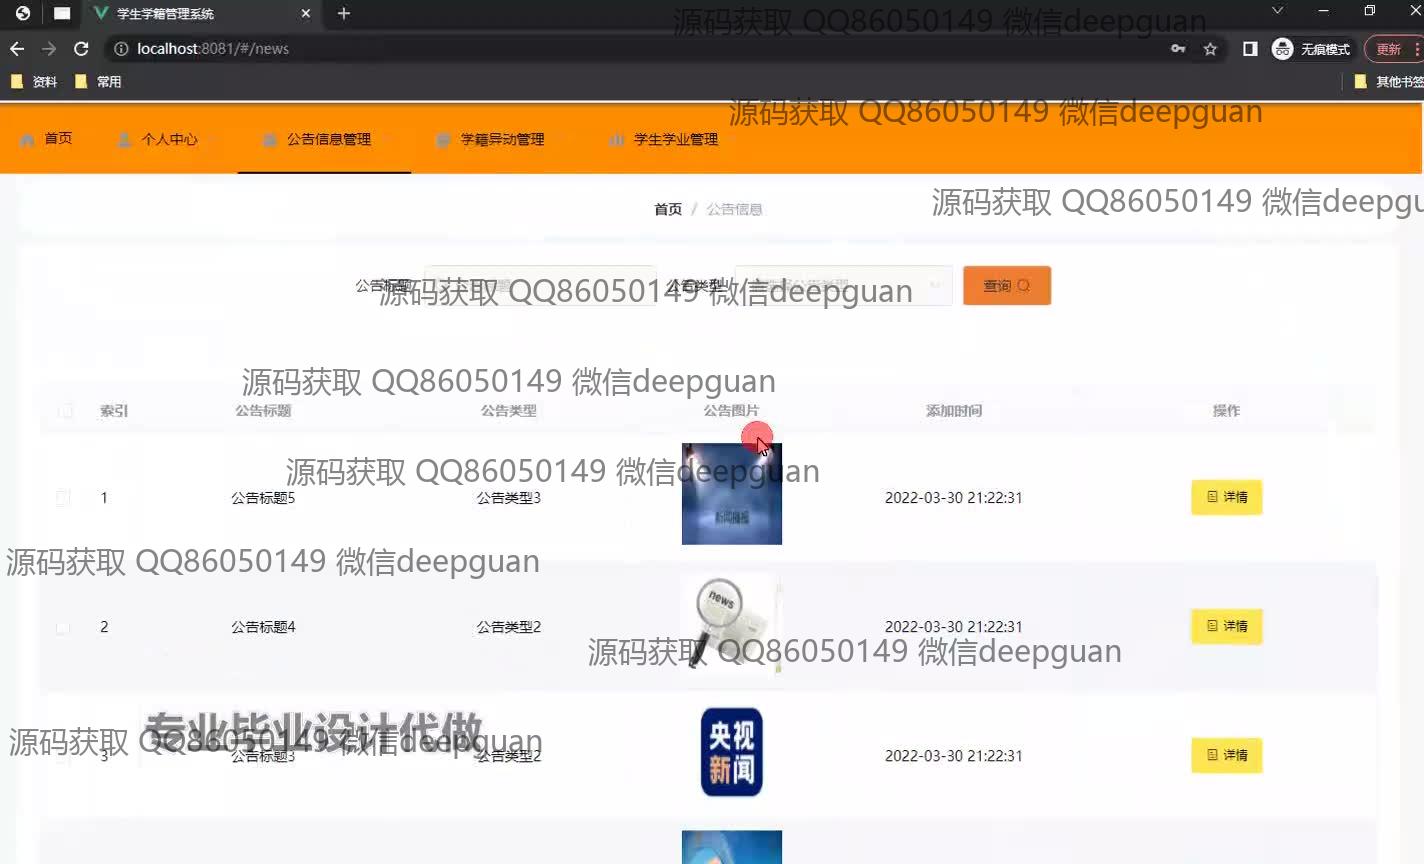 学生学籍管理系统
源码获取 QQ86050149 微信deepguan
localhost:8081/#/news
无痕模式
更新
资料
常用
其他书签
源码获取 QQ86050149 微信deepguan
首页
个人中心
公告信息管理
学籍异动管理
学生学业管理
源码获取 QQ86050149 微信deepgu
首页 / 公告信息
公告标题
公告类型
查询
源码获取 QQ86050149 微信deepguan
源码获取 QQ86050149 微信deepguan
索引 公告标题 公告类型 公告图片 添加时间 操作
源码获取 QQ86050149 微信deepguan
1 公告标题5 公告类型3 2022-03-30 21:22:31 详情
新闻播报
源码获取 QQ86050149 微信deepguan
news
2 公告标题4 公告类型2 2022-03-30 21:22:31 详情
源码获取 QQ86050149 微信deepguan
专业毕业设计代做
源码获取 QQ86050149 微信deepguan
央视
新闻
3 公告标题3 公告类型2 2022-03-30 21:22:31 详情